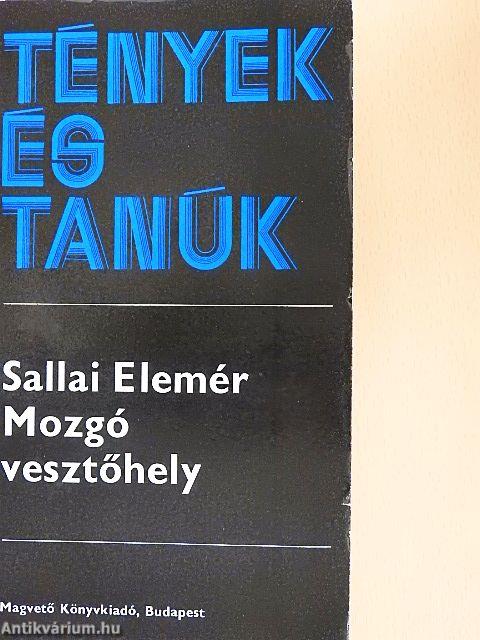 TÉNYEK
ÉS
TANÚK
Sallai Elemér
Mozgó
vesztőhely
Magvető Könyvkiadó, Budapest
Antikvárium.hu